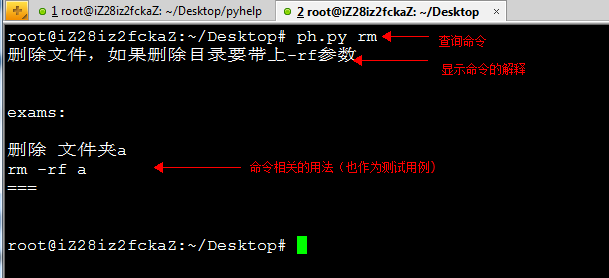 1 root@iZ28iz2fckaZ:~/Desktop/pyhelp
2 root@iZ28iz2fckaZ:~/Desktop ×
root@iZ28iz2fckaZ:~/Desktop# ph.py rm
查询命令
删除文件，如果删除目录要带上-rf参数
显示命令的解释
exams:
删除 文件夹a
rm -rf a
命令相关的用法（也作为测试用例）
===
root@iZ28iz2fckaZ:~/Desktop#